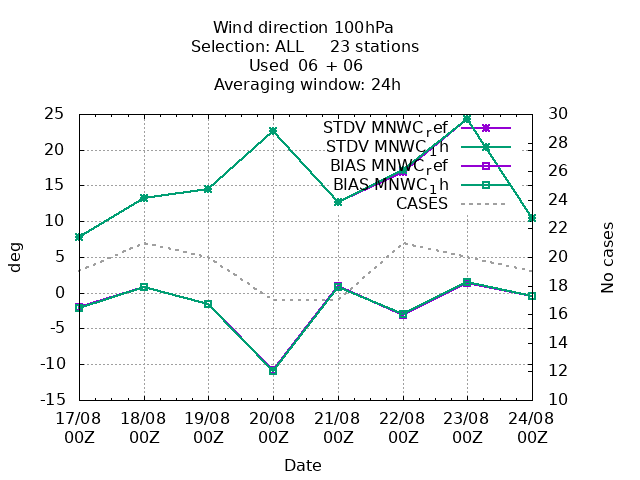 Wind direction 100hPa
Selection: ALL     23 stations
Used  06 + 06
Averaging window: 24h
25
20
15
10
5
0
-5
-10
-15
deg
30
28
26
24
22
20
18
16
14
12
10
No cases
STDV MNWC_ref
STDV MNWC_1h
BIAS MNWC_ref
BIAS MNWC_1h
CASES
17/08 18/08 19/08 20/08 21/08 22/08 23/08 24/08
00Z 00Z 00Z 00Z 00Z 00Z 00Z 00Z
Date